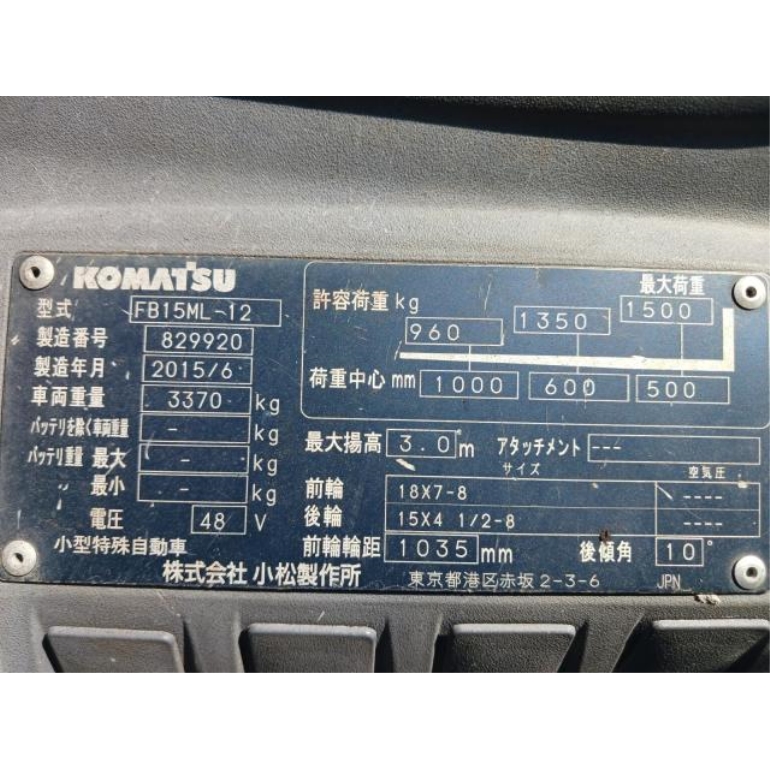 KOMATSU
型式 FB15ML-12
製造番号 829920
製造年月 2015/6
車両重量 3370 kg
バッテリを除く車両重量 - kg
バッテリ重量 最大 - kg
最小 - kg
電圧 48 V
小型特殊自動車
最大荷重
許容荷重 kg 960 1350 1500
荷重中心 mm 1000 600 500
最大揚高 3.0 m アタッチメント ---
サイズ 空気圧
前輪 18X7-8 ----
後輪 15X4 1/2-8 ----
前輪輪距 1035 mm 後傾角 10°
株式会社 小松製作所 東京都港区赤坂 2-3-6 JPN